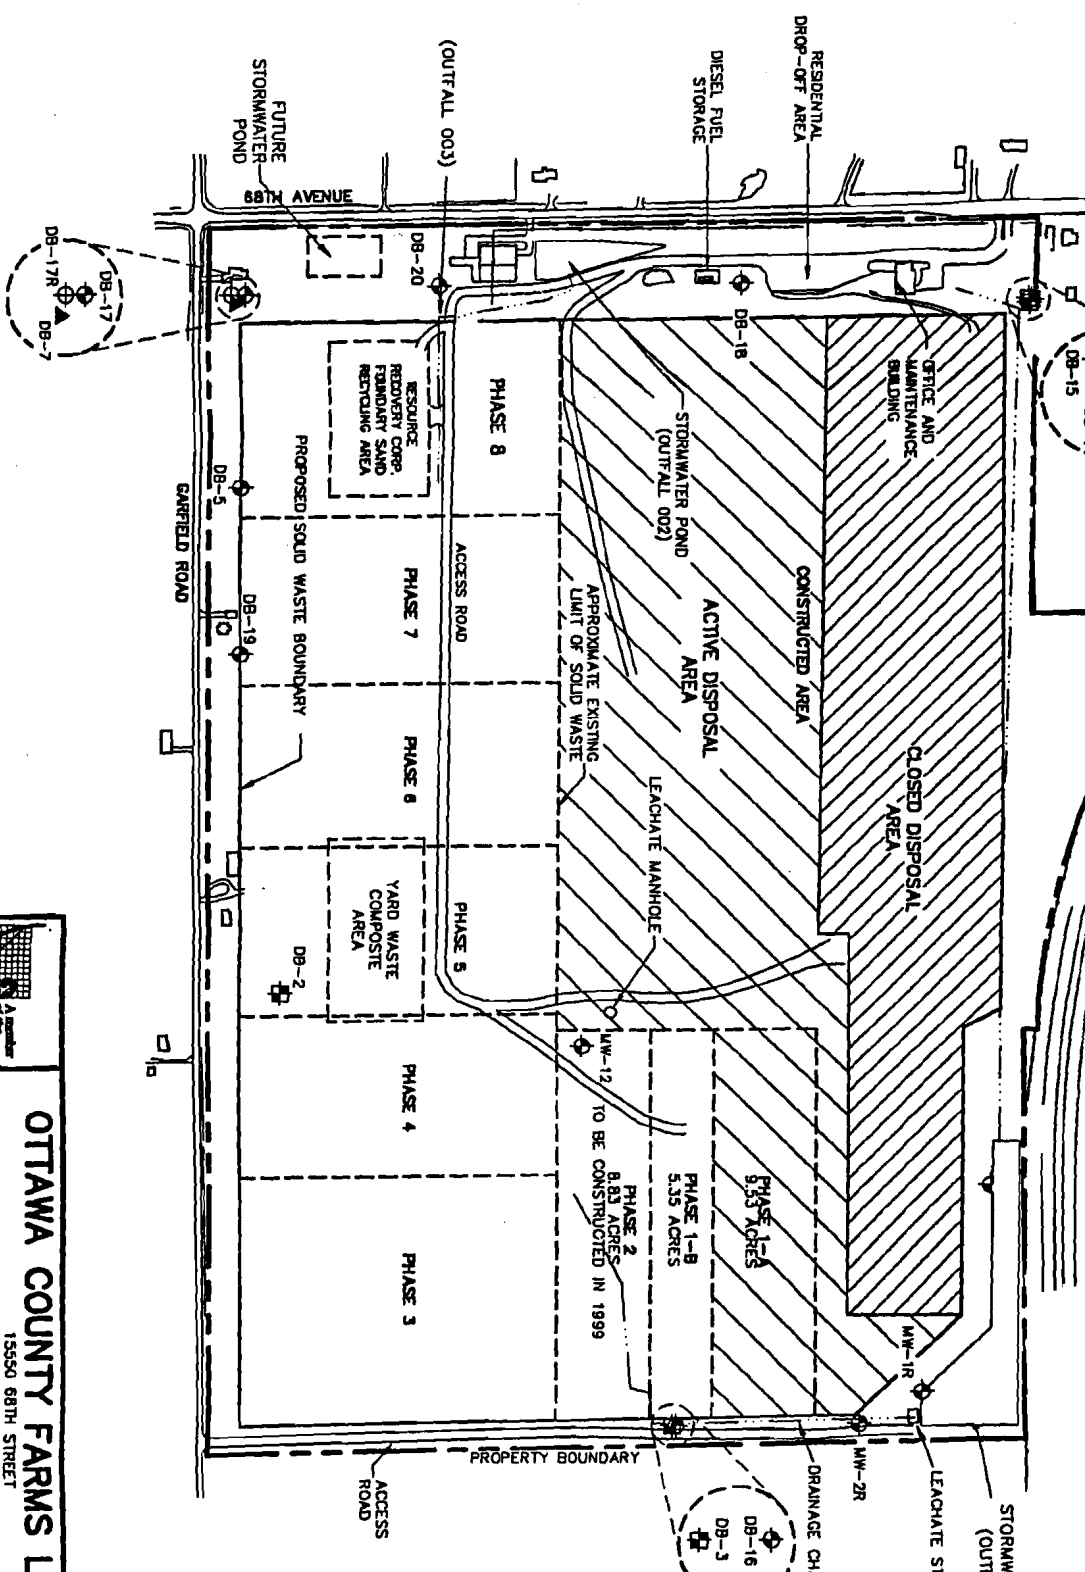 RESIDENTIAL
DROP-OFF AREA
DIESEL FUEL
STORAGE
(OUTFALL 003)
FUTURE
STORMWATER
POND
68TH AVENUE
DB-17R
DB-17
DB-7
DB-20
DB-18
DB-15
OFFICE AND
MAINTENANCE
BUILDING
STORMWATER POND
(OUTFALL 002)
RESOURCE
RECOVERY CORP.
FOUNDARY SAND
RECYCLING AREA
PHASE 8
DB-5
PROPOSED SOLID WASTE BOUNDARY
GARFIELD ROAD
DB-19
ACCESS ROAD
PHASE 7
APPROXIMATE EXISTING
LIMIT OF SOLID WASTE
ACTIVE DISPOSAL
AREA
CONSTRUCTED AREA
CLOSED DISPOSAL
AREA
PHASE 6
LEACHATE MANHOLE
PHASE 5
YARD WASTE
COMPOSTE
AREA
DB-2
MW-12
PHASE 4
TO BE CONSTRUCTED IN 1999
PHASE 2
8.83 ACRES
PHASE 1-B
5.35 ACRES
PHASE 1-A
9.53 ACRES
PHASE 3
MW-1R
MW-2R
PROPERTY BOUNDARY
ACCESS
ROAD
DRAINAGE CH
LEACHATE ST
STORMW
(OUTF
DB-16
DB-3
A member
OTTAWA COUNTY FARMS L
15550 68TH STREET